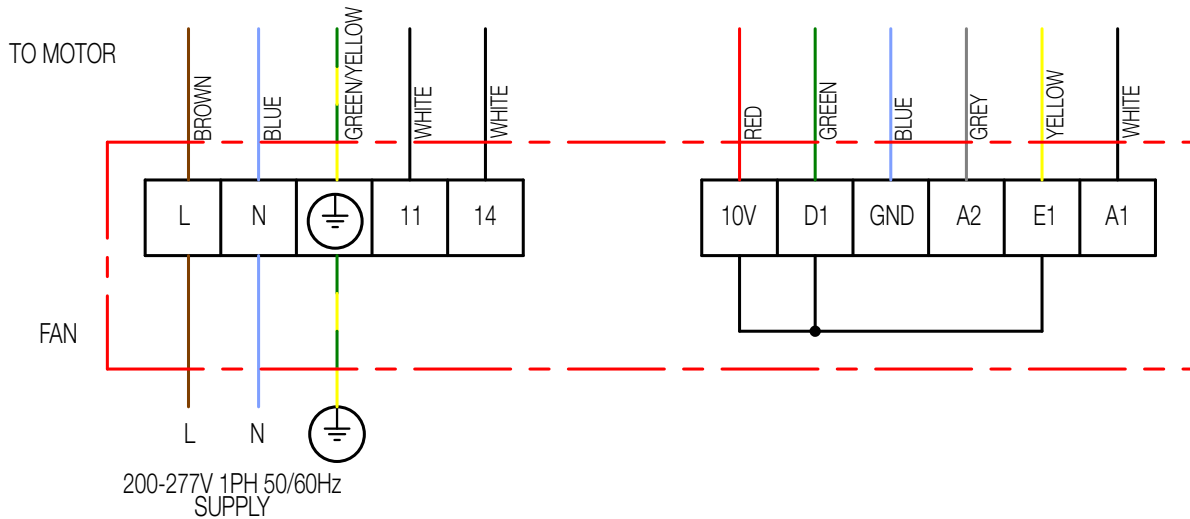 TO MOTOR
BROWN
BLUE
GREEN/YELLOW
WHITE
WHITE
RED
GREEN
BLUE
GREY
YELLOW
WHITE
L N 11 14
10V D1 GND A2 E1 A1
FAN
L N
200-277V 1PH 50/60Hz
SUPPLY